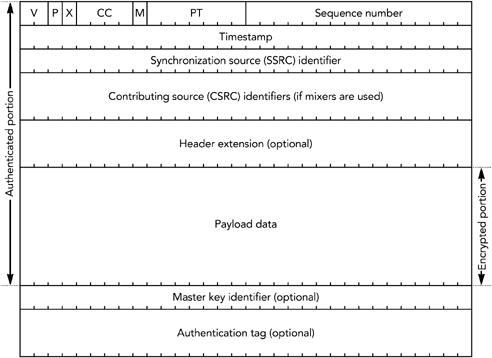 V P X CC M PT Sequence number
Timestamp
Synchronization source (SSRC) identifier
Contributing source (CSRC) identifiers (if mixers are used)
Header extension (optional)
Payload data
Master key identifier (optional)
Authentication tag (optional)
Authenticated portion
Encrypted portion